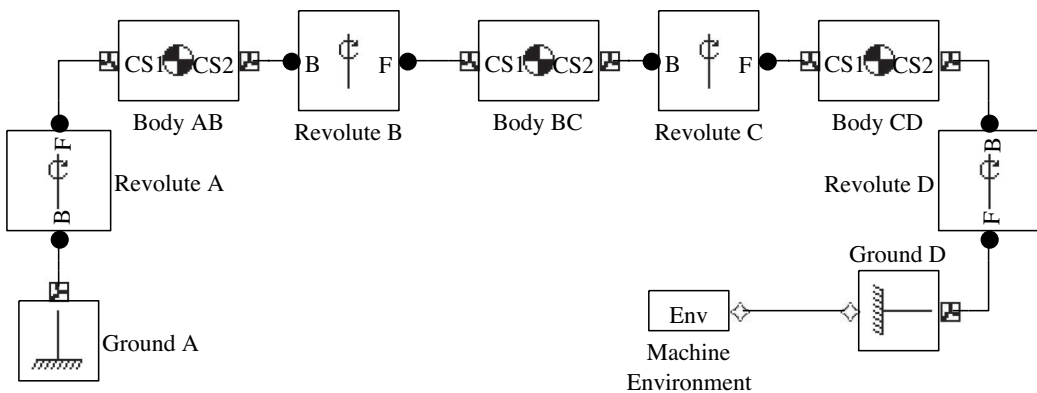 CS1 CS2
Body AB
B F
Revolute B
CS1 CS2
Body BC
B F
Revolute C
CS1 CS2
Body CD
F
B
Revolute A
B
F
Revolute D
Ground A
Ground D
Env
Machine
Environment